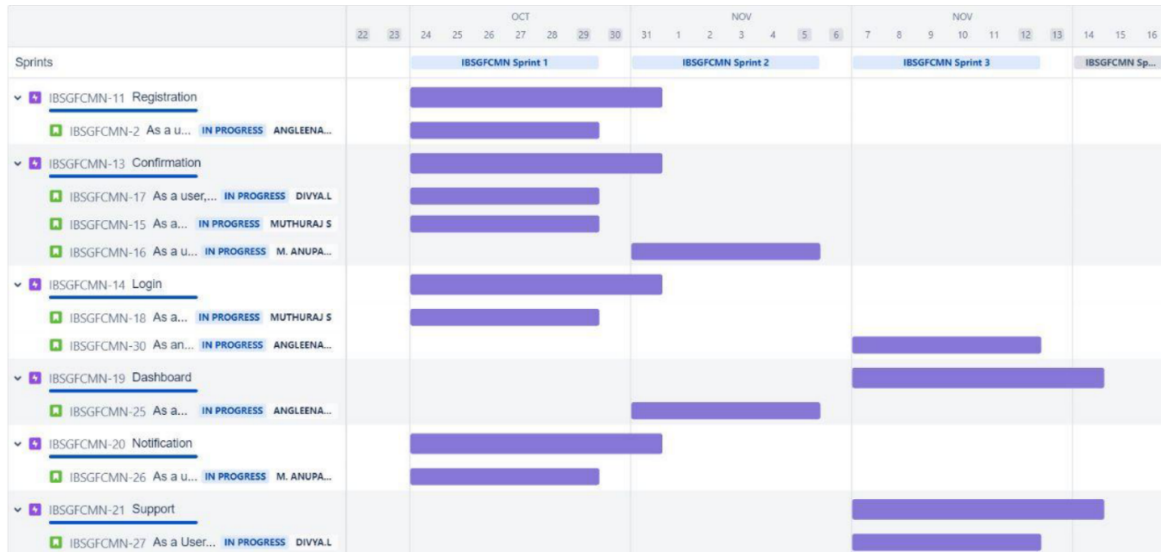 OCT NOV NOV
22 23 24 25 26 27 28 29 30 31 1 2 3 4 5 6 7 8 9 10 11 12 13 14 15 16
Sprints IBSGFCMN Sprint 1 IBSGFCMN Sprint 2 IBSGFCMN Sprint 3 IBSGFCMN Sp...
IBSGFCMN-11 Registration
IBSGFCMN-2 As a u... IN PROGRESS ANGLEENA...
IBSGFCMN-13 Confirmation
IBSGFCMN-17 As a user,... IN PROGRESS DIVYA.L
IBSGFCMN-15 As a... IN PROGRESS MUTHURAJ S
IBSGFCMN-16 As a u... IN PROGRESS M. ANUPA...
IBSGFCMN-14 Login
IBSGFCMN-18 As a... IN PROGRESS MUTHURAJ S
IBSGFCMN-30 As an... IN PROGRESS ANGLEENA...
IBSGFCMN-19 Dashboard
IBSGFCMN-25 As a... IN PROGRESS ANGLEENA...
IBSGFCMN-20 Notification
IBSGFCMN-26 As a u... IN PROGRESS M. ANUPA...
IBSGFCMN-21 Support
IBSGFCMN-27 As a User... IN PROGRESS DIVYA.L